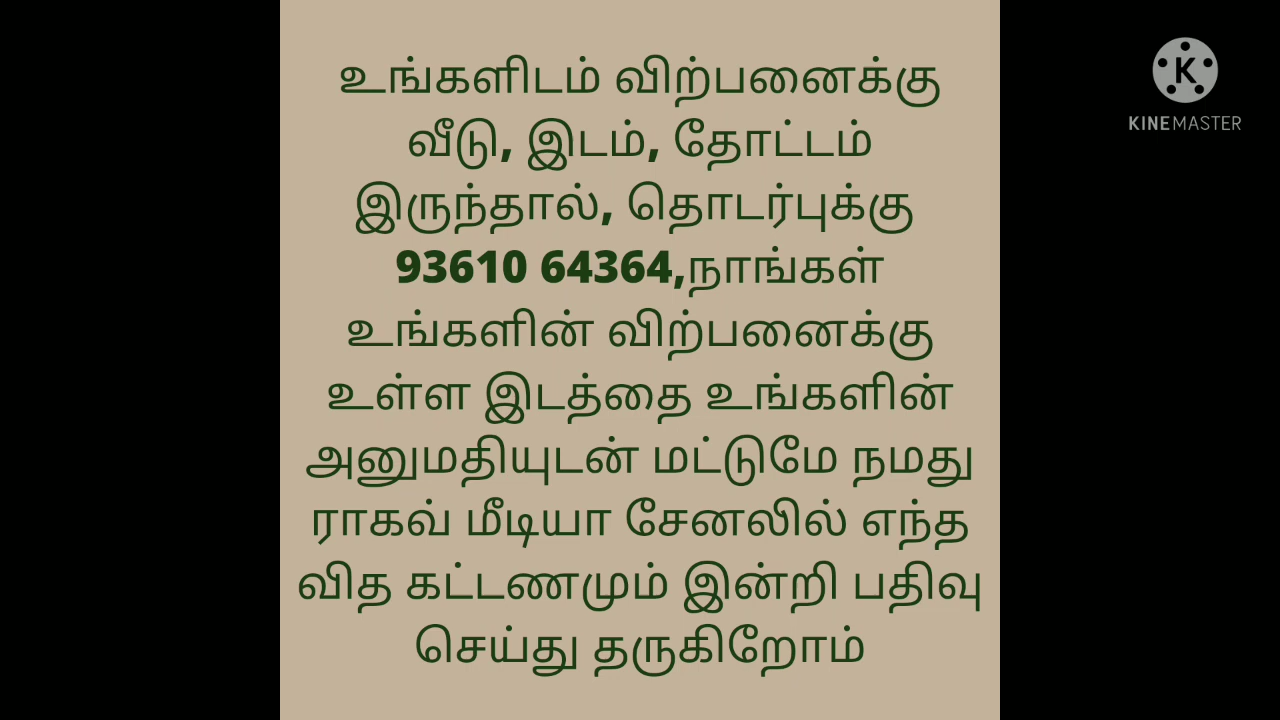 உங்களிடம் விற்பனைக்கு
வீடு, இடம், தோட்டம்
இருந்தால், தொடர்புக்கு
93610 64364,நாங்கள்
உங்களின் விற்பனைக்கு
உள்ள இடத்தை உங்களின்
அனுமதியுடன் மட்டுமே நமது
ராகவ் மீடியா சேனலில் எந்த
வித கட்டணமும் இன்றி பதிவு
செய்து தருகிறோம்
K
KINEMASTER